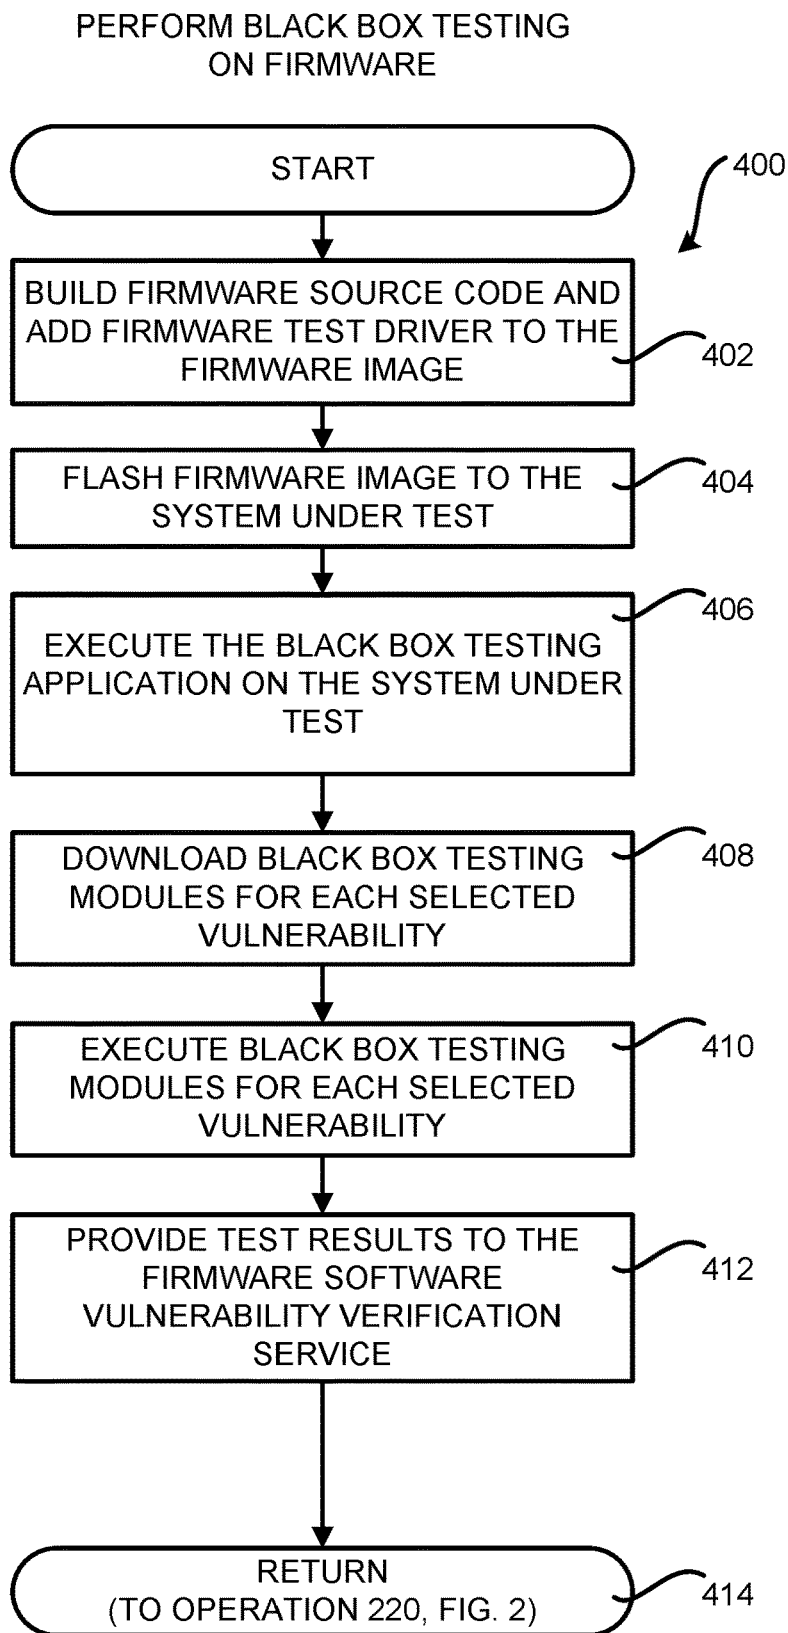 PERFORM BLACK BOX TESTING
ON FIRMWARE
START
400
BUILD FIRMWARE SOURCE CODE AND
ADD FIRMWARE TEST DRIVER TO THE
FIRMWARE IMAGE
402
FLASH FIRMWARE IMAGE TO THE
SYSTEM UNDER TEST
404
EXECUTE THE BLACK BOX TESTING
APPLICATION ON THE SYSTEM UNDER
TEST
406
DOWNLOAD BLACK BOX TESTING
MODULES FOR EACH SELECTED
VULNERABILITY
408
EXECUTE BLACK BOX TESTING
MODULES FOR EACH SELECTED
VULNERABILITY
410
PROVIDE TEST RESULTS TO THE
FIRMWARE SOFTWARE
VULNERABILITY VERIFICATION
SERVICE
412
RETURN
(TO OPERATION 220, FIG. 2)
414